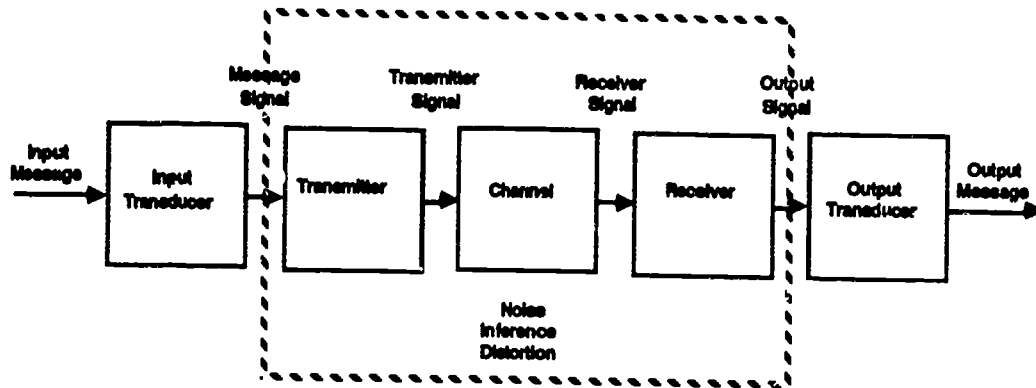 Message
Signal
Transmitter
Signal
Receiver
Signal
Output
Signal
Input
Message
Input
Transducer
Transmitter
Channel
Receiver
Output
Transducer
Output
Message
Noise
Inference
Distortion